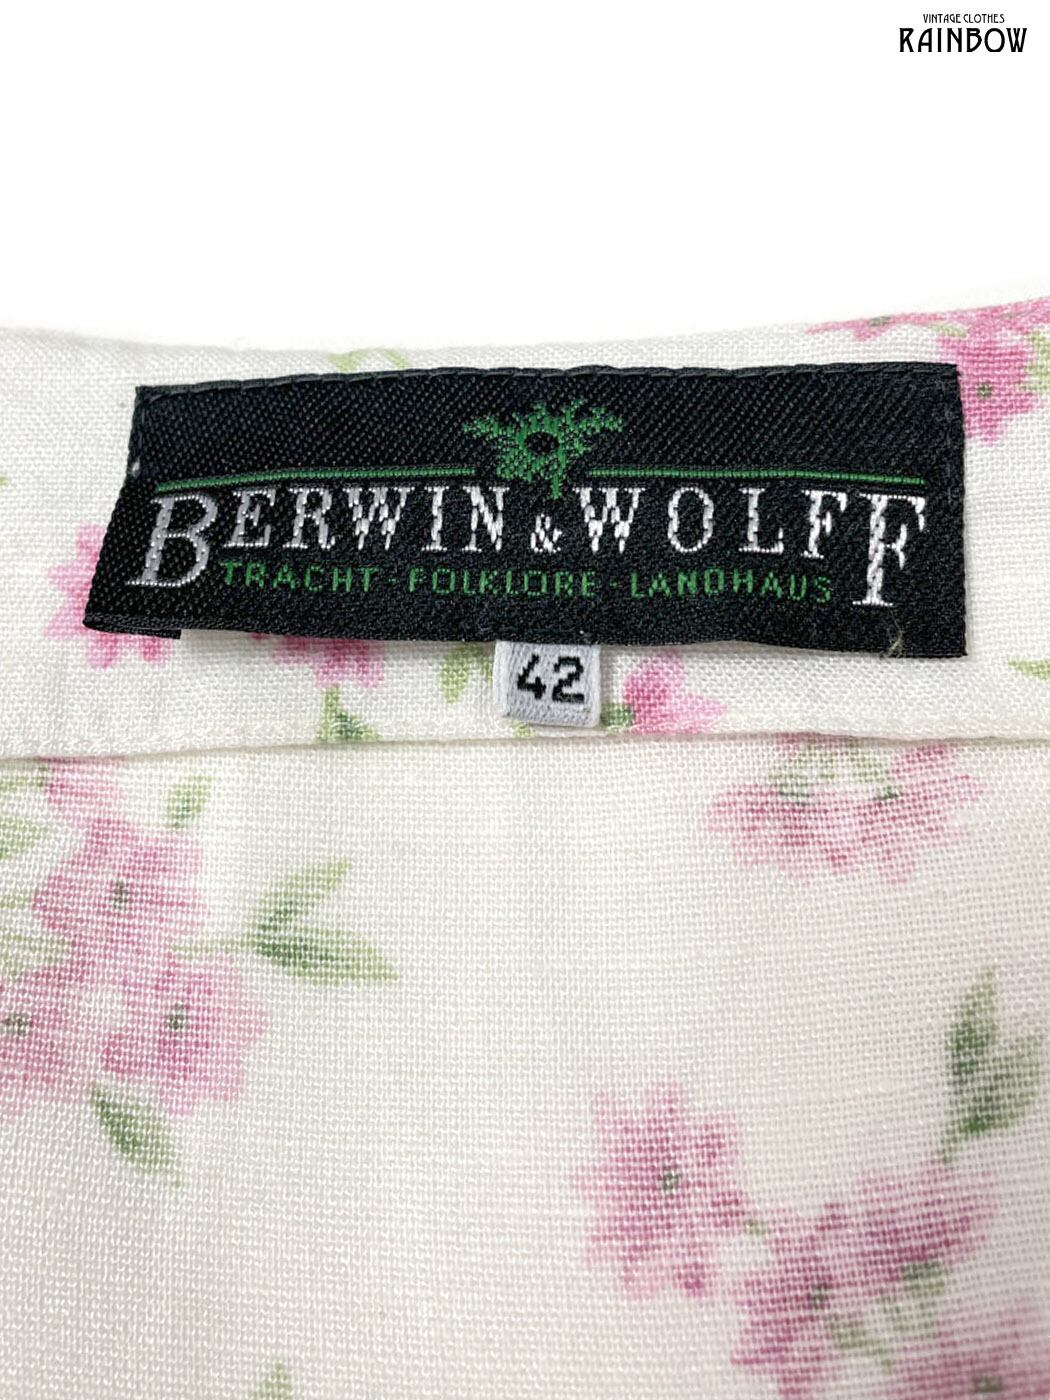 VINTAGE CLOTHES
RAINBOW
BERWIN & WOLFF
TRACHT · FOLKLORE · LANDHAUS
42